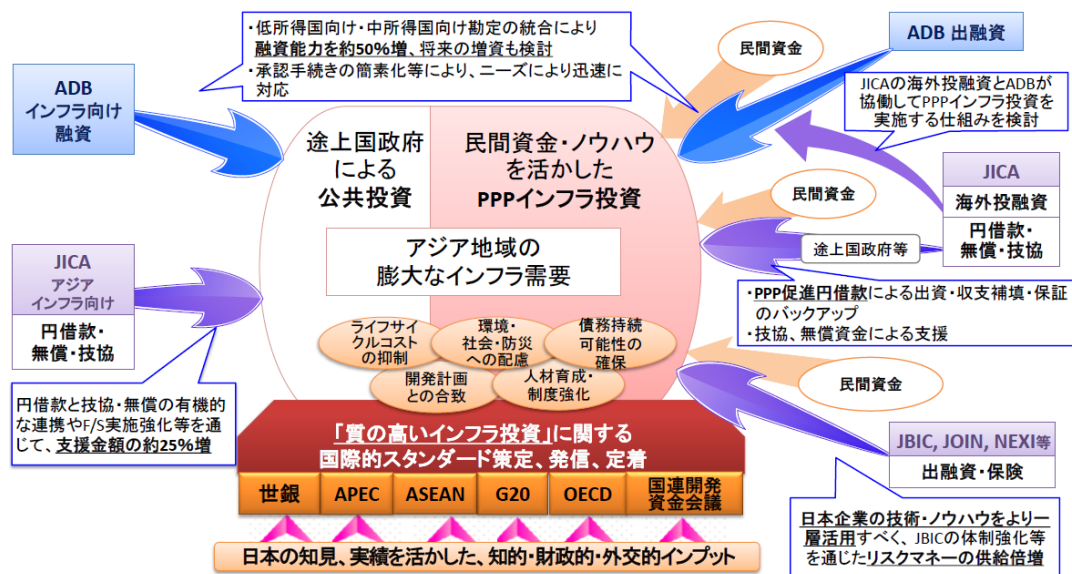 ・低所得国向け・中所得国向け勘定の統合により
融資能力を約50%増、将来の増資も検討
・承認手続きの簡素化等により、ニーズにより迅速に
対応
民間資金
ADB 出融資
ADB
インフラ向け
融資
JICAの海外投融資とADBが
協働してPPPインフラ投資を
実施する仕組みを検討
途上国政府
による
公共投資
民間資金・ノウハウ
を活かした
PPPインフラ投資
JICA
海外投融資
円借款・
無償・技協
民間資金
途上国政府等
アジア地域の
膨大なインフラ需要
JICA
アジア
インフラ向け
円借款・
無償・技協
・PPP促進円借款による出資・収支補填・保証
のバックアップ
・技協、無償資金による支援
ライフサイ
クルコスト
の抑制
環境・
社会・防災
への配慮
債務持続
可能性の
確保
開発計画
との合致
人材育成・
制度強化
民間資金
円借款と技協・無償の有機的
な連携やF/S実施強化等を通
じて、支援金額の約25%増
「質の高いインフラ投資」に関する
国際的スタンダード策定、発信、定着
JBIC, JOIN, NEXI等
出融資・保険
世銀
APEC
ASEAN
G20
OECD
国連開発
資金会議
日本企業の技術・ノウハウをより一
層活用すべく、JBICの体制強化等
を通じたリスクマネーの供給倍増
日本の知見、実績を活かした、知的・財政的・外交的インプット